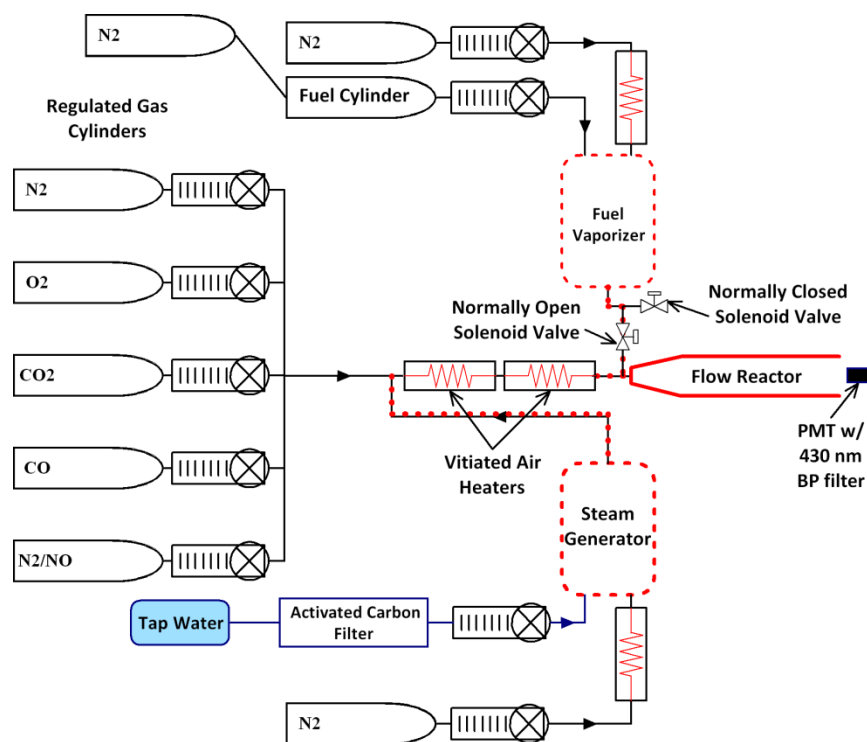 N2
N2
Fuel Cylinder
Regulated Gas
Cylinders
N2
O2
CO2
CO
N2/NO
Fuel
Vaporizer
Normally Open
Solenoid Valve
Normally Closed
Solenoid Valve
Flow Reactor
PMT w/
430 nm
BP filter
Vitiated Air
Heaters
Steam
Generator
Tap Water
Activated Carbon
Filter
N2